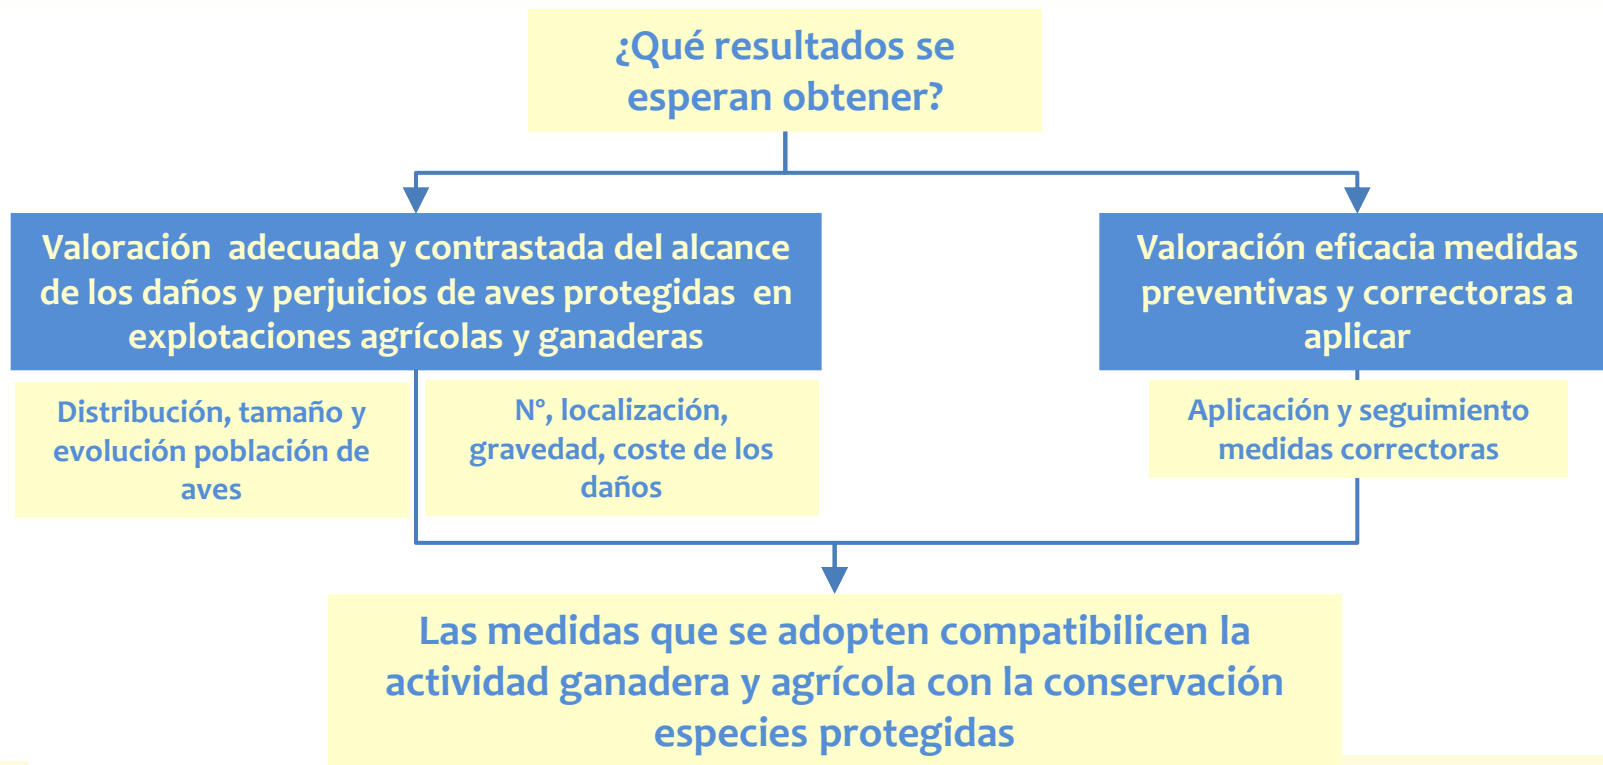 ¿Qué resultados se
esperan obtener?
Valoración adecuada y contrastada del alcance
de los daños y perjuicios de aves protegidas en
explotaciones agrícolas y ganaderas
Valoración eficacia medidas
preventivas y correctoras a
aplicar
Distribución, tamaño y
evolución población de
aves
Nº, localización,
gravedad, coste de los
daños
Aplicación y seguimiento
medidas correctoras
Las medidas que se adopten compatibilicen la
actividad ganadera y agrícola con la conservación
especies protegidas